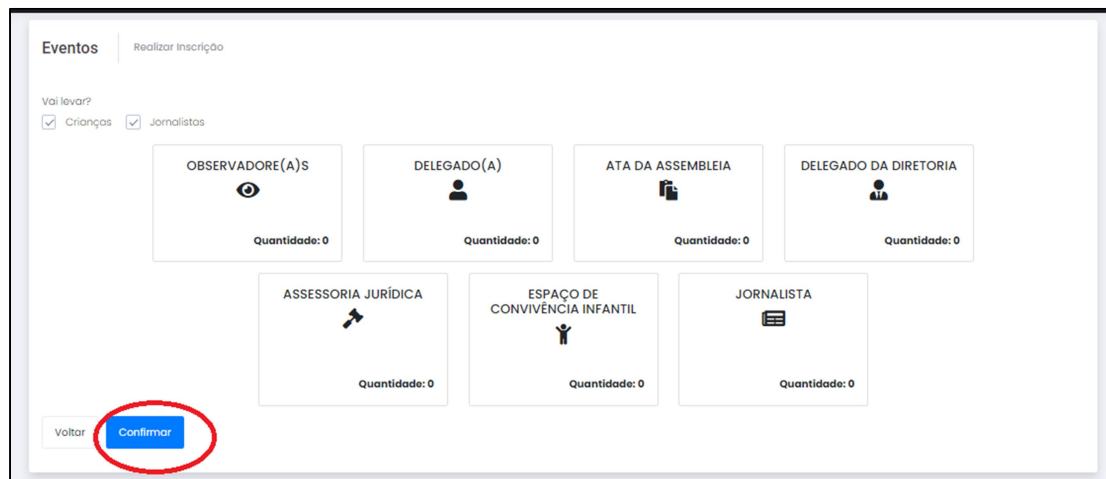 Eventos
Realizar Inscrição
Vai levar?
Crianças
Jornalistas
OBSERVADORE(A)S
Quantidade: 0
DELEGADO(A)
Quantidade: 0
ATA DA ASSEMBLEIA
Quantidade: 0
DELEGADO DA DIRETORIA
Quantidade: 0
ASSESSORIA JURÍDICA
Quantidade: 0
ESPAÇO DE
CONVIVÊNCIA INFANTIL
Quantidade: 0
JORNALISTA
Quantidade: 0
Voltar
Confirmar